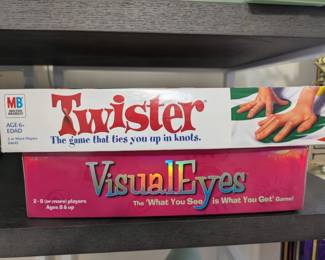 MB
Twister
AGE 6+
EDAD
The game that ties you up in knots.
VisualEyes
The 'What You See is What You Get' Game!
2-8 (or more) players
Ages 8 & up